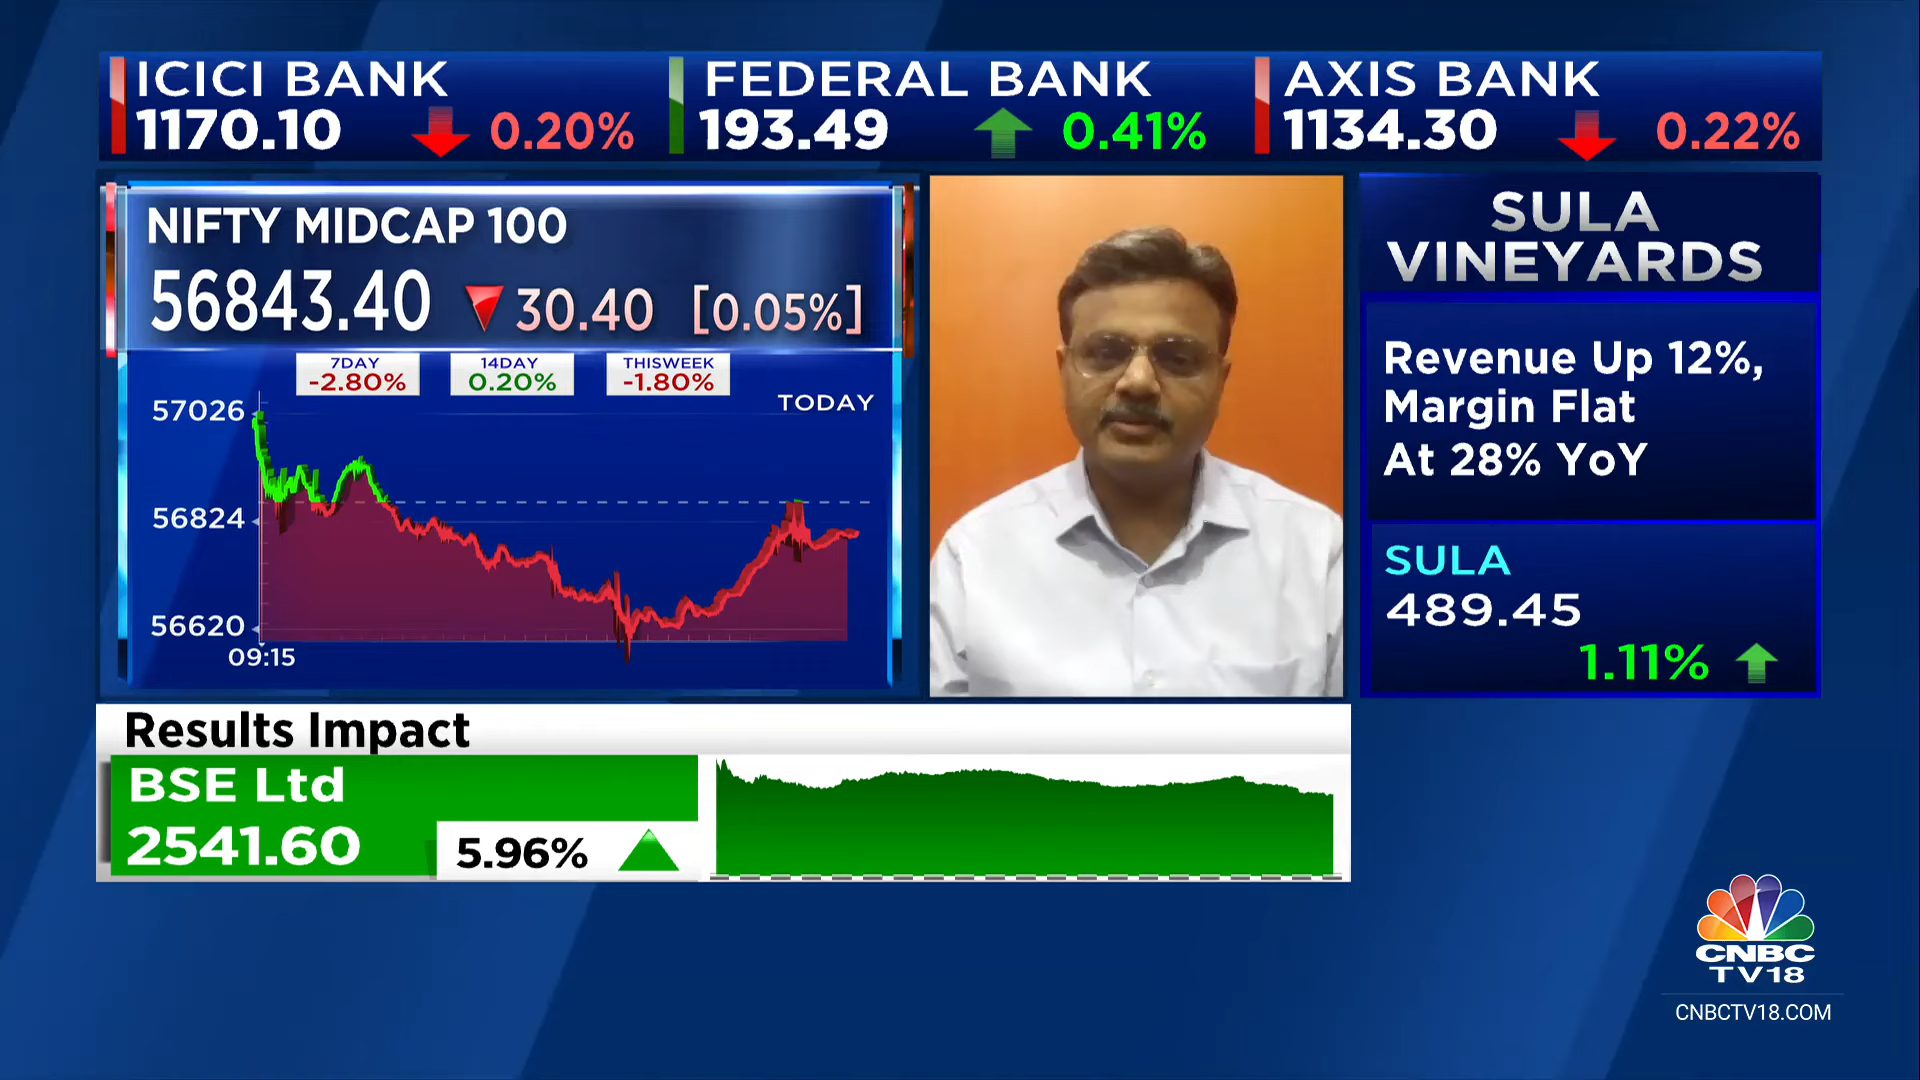 ICICI BANK
1170.10 0.20%
FEDERAL BANK
193.49 0.41%
AXIS BANK
1134.30 0.22%
NIFTY MIDCAP 100
56843.40 30.40 [0.05%]
7DAY
-2.80%
14DAY
0.20%
THISWEEK
-1.80%
TODAY
57026
56824
56620
09:15
SULA
VINEYARDS
Revenue Up 12%,
Margin Flat
At 28% YoY
SULA
489.45
1.11%
Results Impact
BSE Ltd
2541.60
5.96%
CNBC
TV18
CNBCTV18.COM